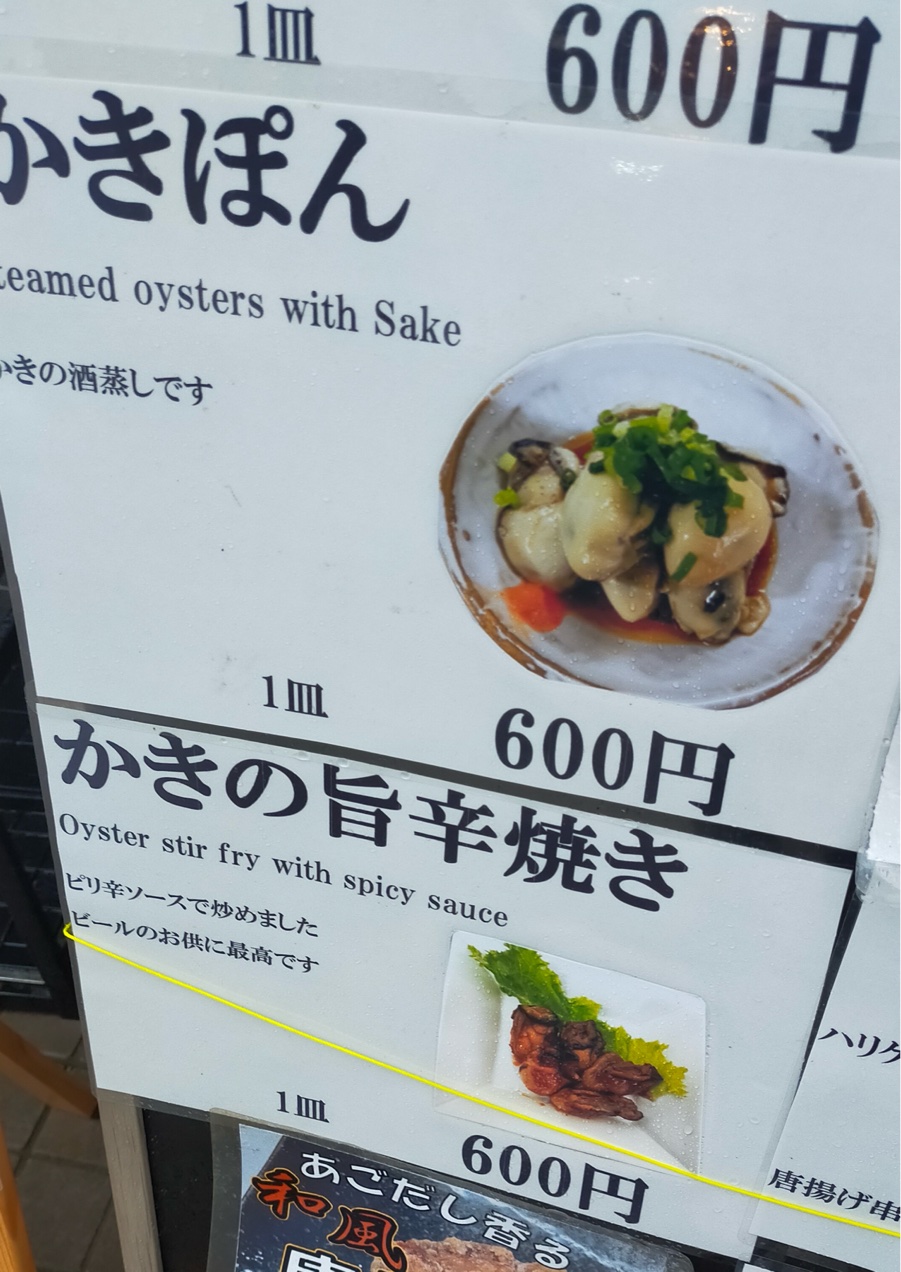 1皿
600円
かきぽん
teamed oysters with Sake
かきの酒蒸しです
1皿
600円
かきの旨辛焼き
Oyster stir fry with spicy sauce
ピリ辛ソースで炒めました
ビールのお供に最高です
1皿
600円
あごだし香る
和風
ハリケ
唐揚げ串